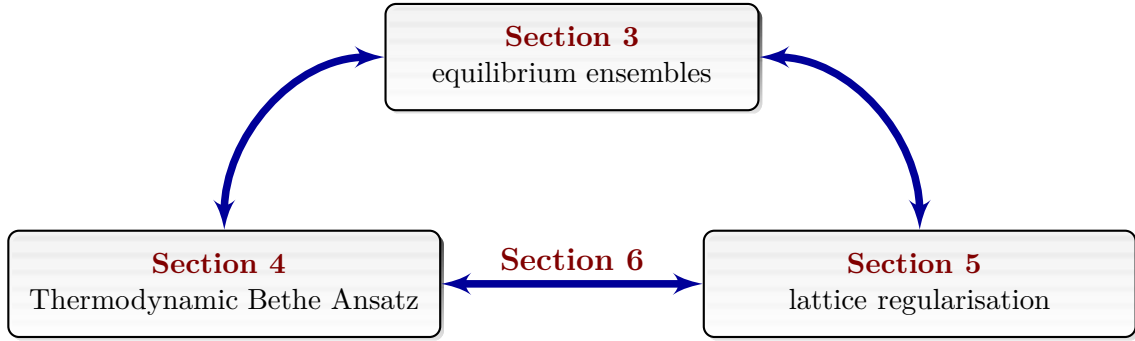 Section 3
equilibrium ensembles
Section 4
Thermodynamic Bethe Ansatz
Section 6
Section 5
lattice regularisation